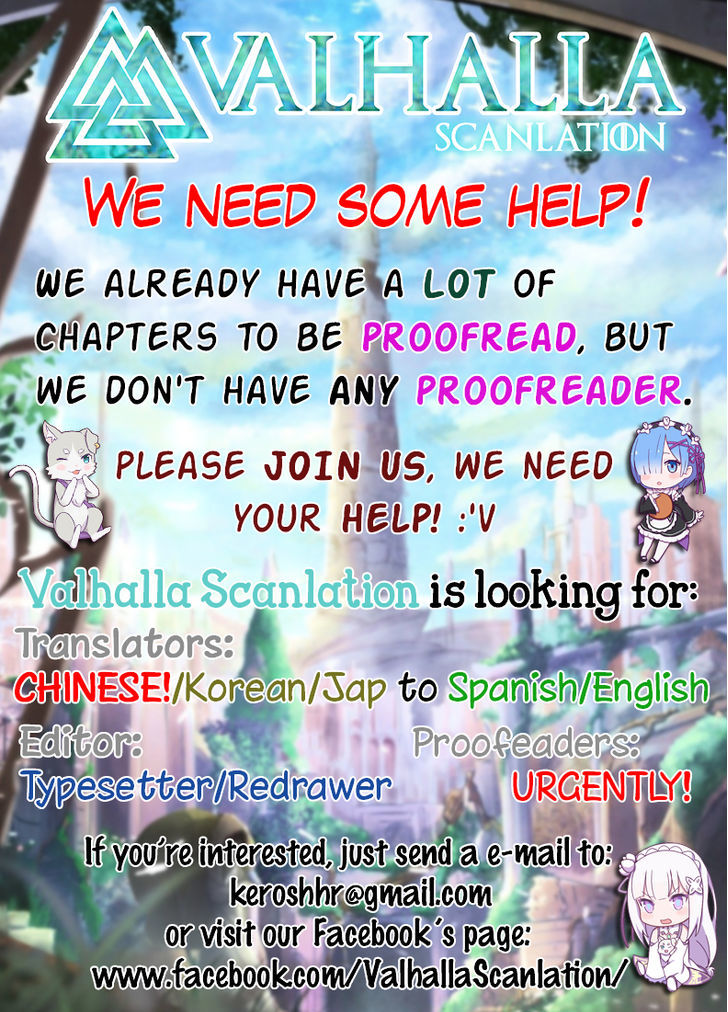 VALHALLA
SCANLATION
WE NEED SOME HELP!
WE ALREADY HAVE A LOT OF
CHAPTERS TO BE PROOFREAD, BUT
WE DON'T HAVE ANY PROOFREADER.
PLEASE JOIN US, WE NEED
YOUR HELP! :'V
Valhalla Scanlation is looking for:
Translators:
CHINESE!/Korean/Jap to Spanish/English
Editor: Proofeaders:
Typesetter/Redrawer URGENTLY!
If you´re interested, just send a e-mail to:
keroshhr@gmail.com
or visit our Facebook´s page:
www.facebook.com/ValhallaScanlation/